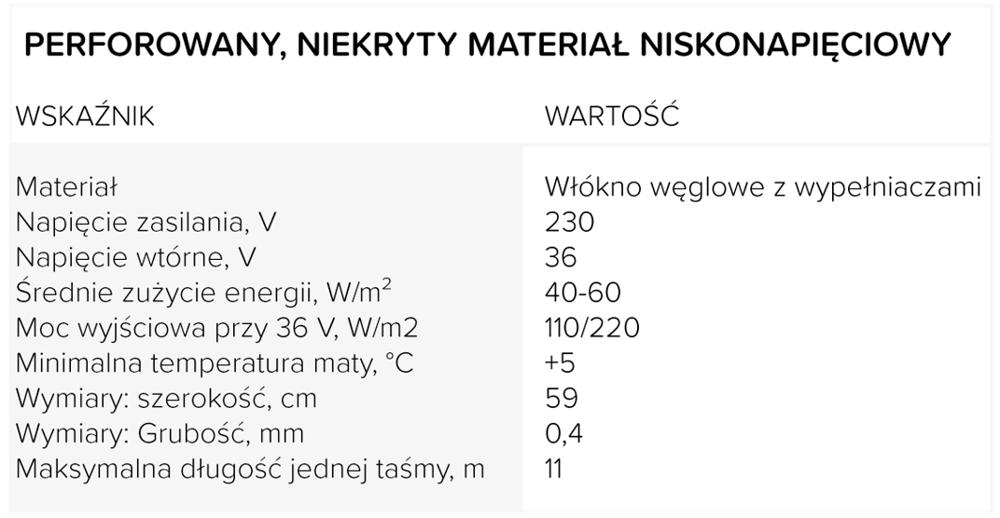 PERFOROWANY, NIEKRYTY MATERIAŁ NISKONAPIĘCIOWY
WSKAŹNIK WARTOŚĆ
Materiał Włókno węglowe z wypełniaczami
Napięcie zasilania, V 230
Napięcie wtórne, V 36
Średnie zużycie energii, W/m² 40-60
Moc wyjściowa przy 36 V, W/m2 110/220
Minimalna temperatura maty, °C +5
Wymiary: szerokość, cm 59
Wymiary: Grubość, mm 0,4
Maksymalna długość jednej taśmy, m 11